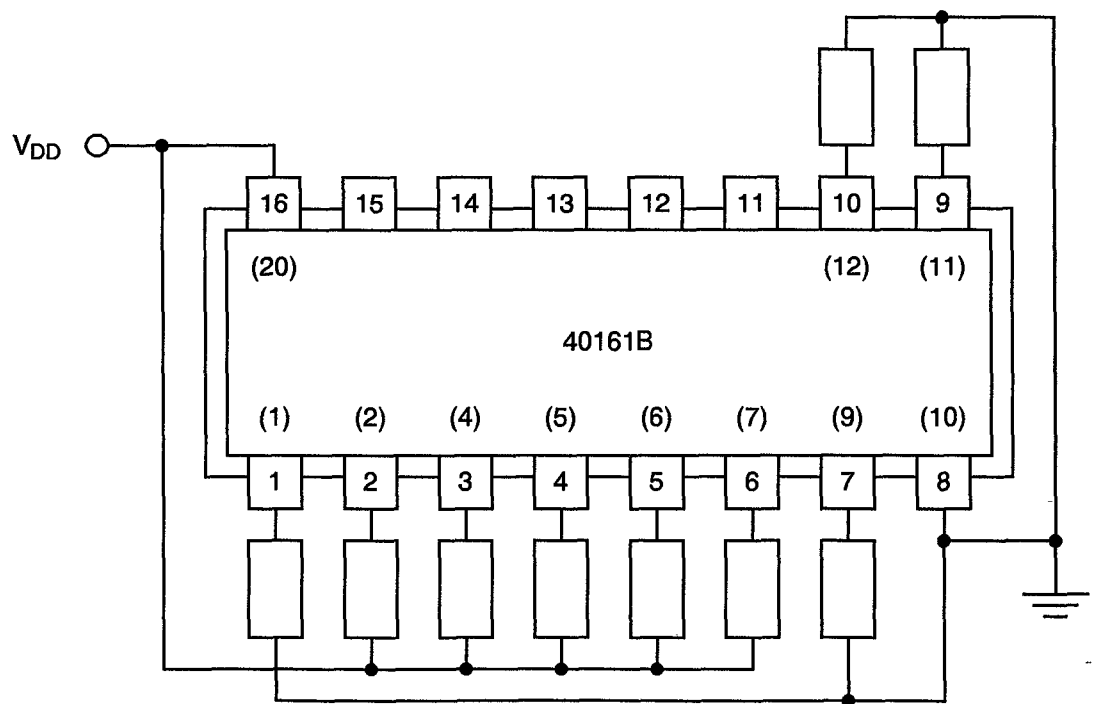 V_DD
16 15 14 13 12 11 10 9
(20) (12) (11)
40161B
(1) (2) (4) (5) (6) (7) (9) (10)
1 2 3 4 5 6 7 8